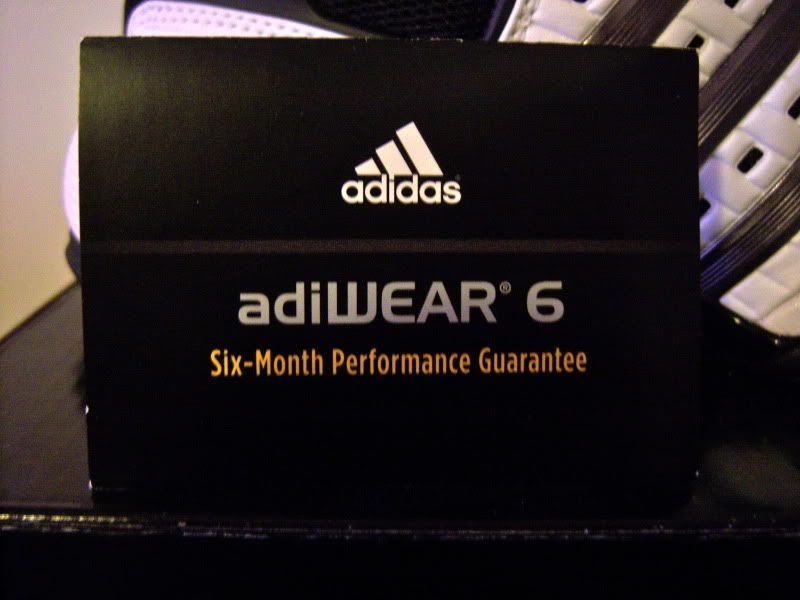 adidas
adiWEAR® 6
Six-Month Performance Guarantee